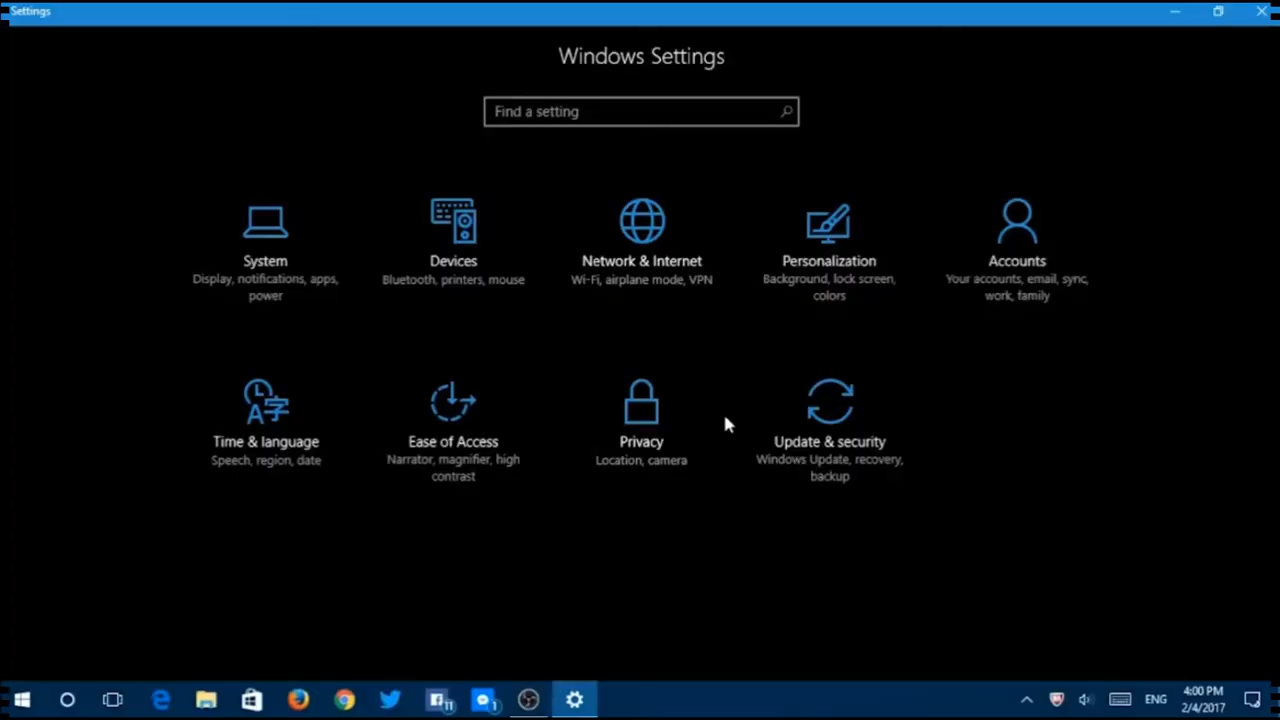 Settings
Windows Settings
Find a setting
System
Display, notifications, apps,
power
Devices
Bluetooth, printers, mouse
Network & Internet
Wi-Fi, airplane mode, VPN
Personalization
Background, lock screen,
colors
Accounts
Your accounts, email, sync,
work, family
Time & language
Speech, region, date
Ease of Access
Narrator, magnifier, high
contrast
Privacy
Location, camera
Update & security
Windows Update, recovery,
backup
11
1
ENG
4:00 PM
2/4/2017